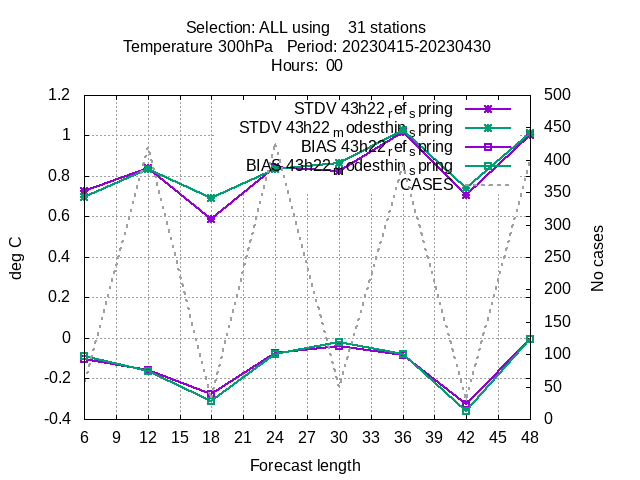 Selection: ALL using    31 stations
Temperature 300hPa   Period: 20230415-20230430
Hours:  00
STDV 43h22_ref_spring
STDV 43h22_modesthin_spring
BIAS 43h22_ref_spring
BIAS 43h22_modesthin_spring
CASES
deg C
1.2
1
0.8
0.6
0.4
0.2
0
-0.2
-0.4
500
450
400
350
300
250
200
150
100
50
0
No cases
6 9 12 15 18 21 24 27 30 33 36 39 42 45 48
Forecast length